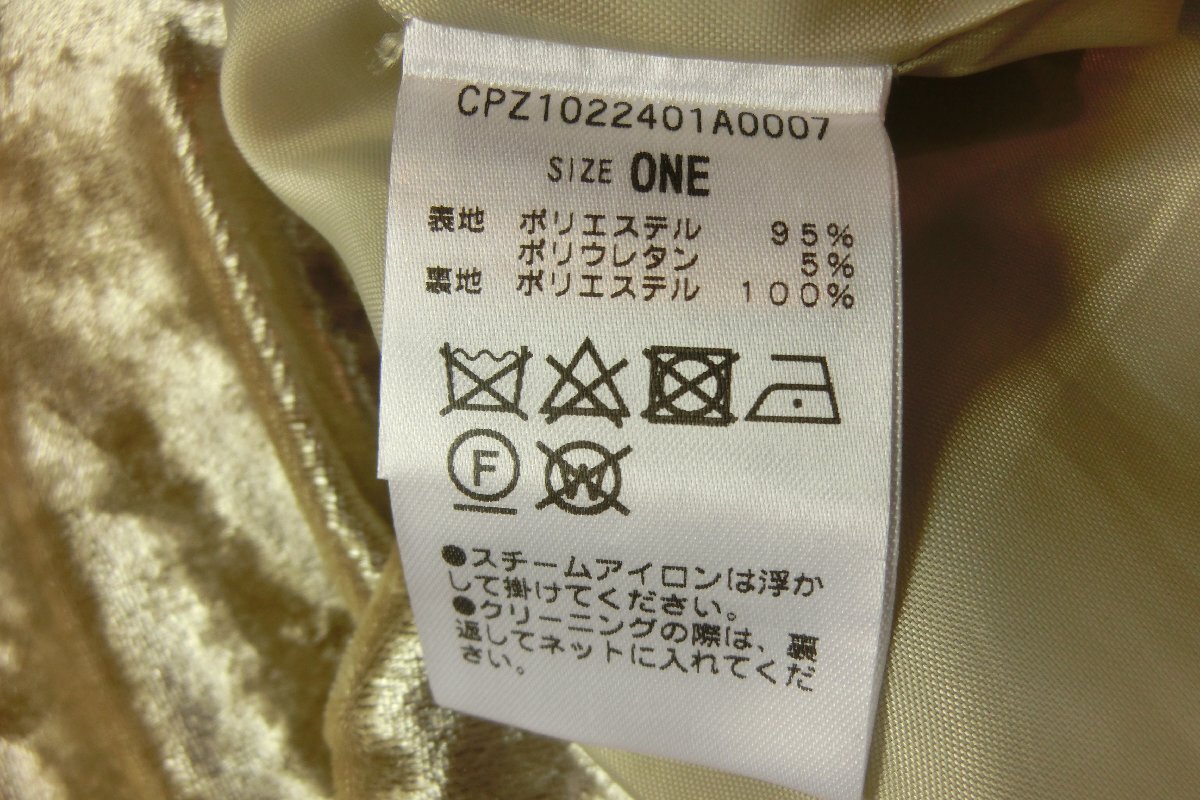 CPZ1022401A0007
SIZE ONE
表地 ポリエステル 95%
ポリウレタン 5%
裏地 ポリエステル 100%
F
W
●スチームアイロンは浮か
して掛けてください。
●クリーニングの際は、裏
返してネットに入れてくだ
さい。